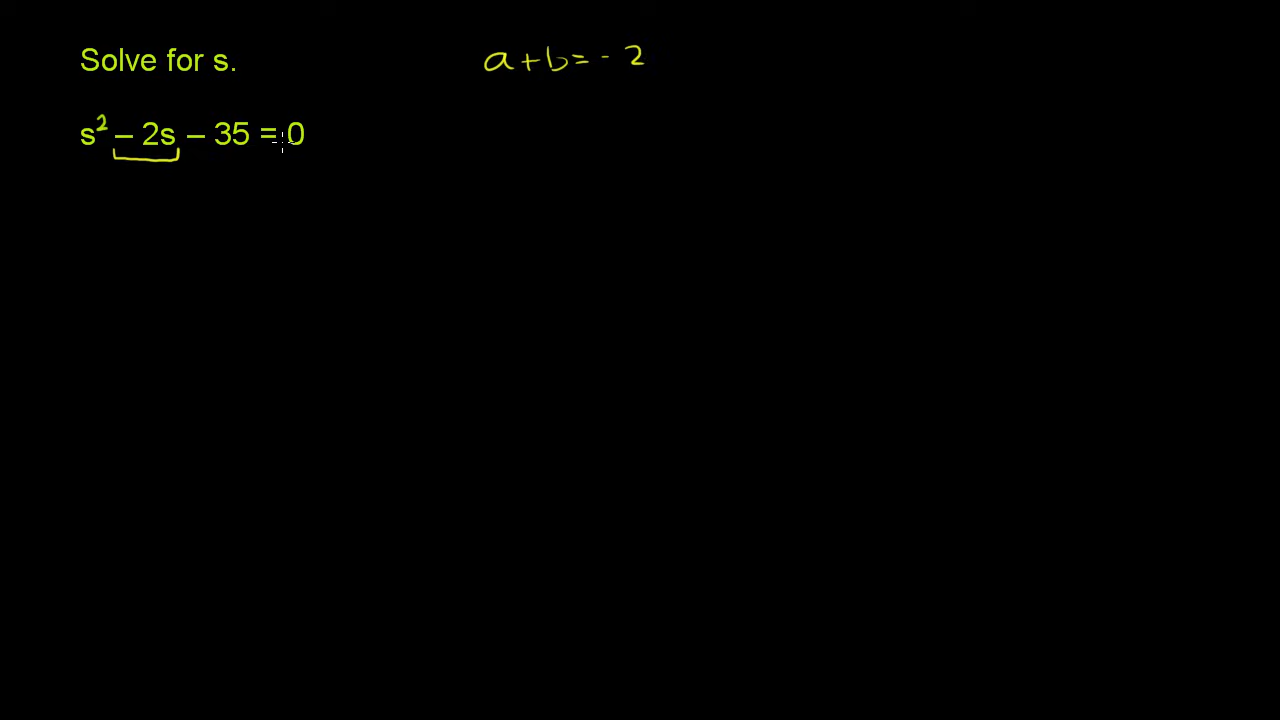 Solve for s.
a+b=-2
s² – 2s – 35 = 0